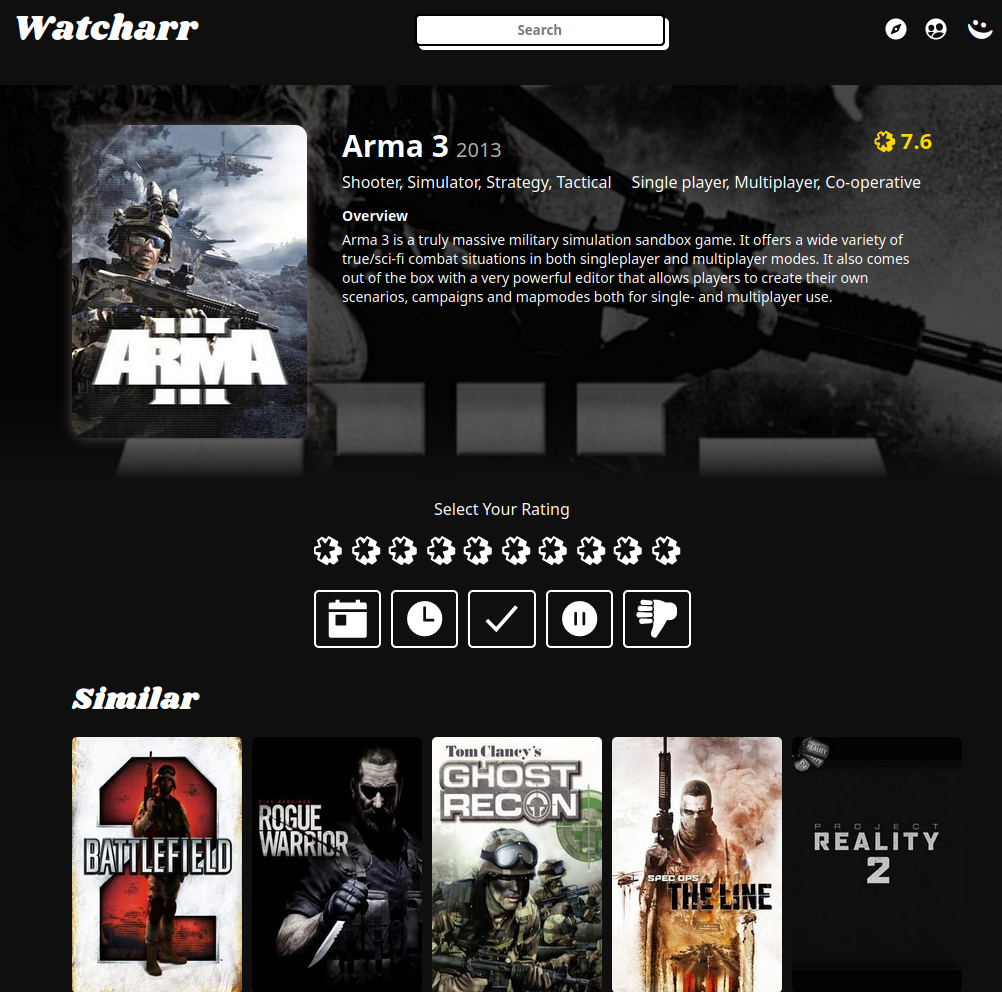 Watcharr
Search
Arma 3 2013
7.6
Shooter, Simulator, Strategy, Tactical Single player, Multiplayer, Co-operative
Overview
Arma 3 is a truly massive military simulation sandbox game. It offers a wide variety of
true/sci-fi combat situations in both singleplayer and multiplayer modes. It also comes
out of the box with a very powerful editor that allows players to create their own
scenarios, campaigns and mapmodes both for single- and multiplayer use.
ARMA
III
Select Your Rating
Similar
2
BATTLEFIELD
ROGUE
WARRIOR
Tom Clancy's
GHOST
RECON
SPEC OPS
THE LINE
REALITY
PROJECT
REALITY
2